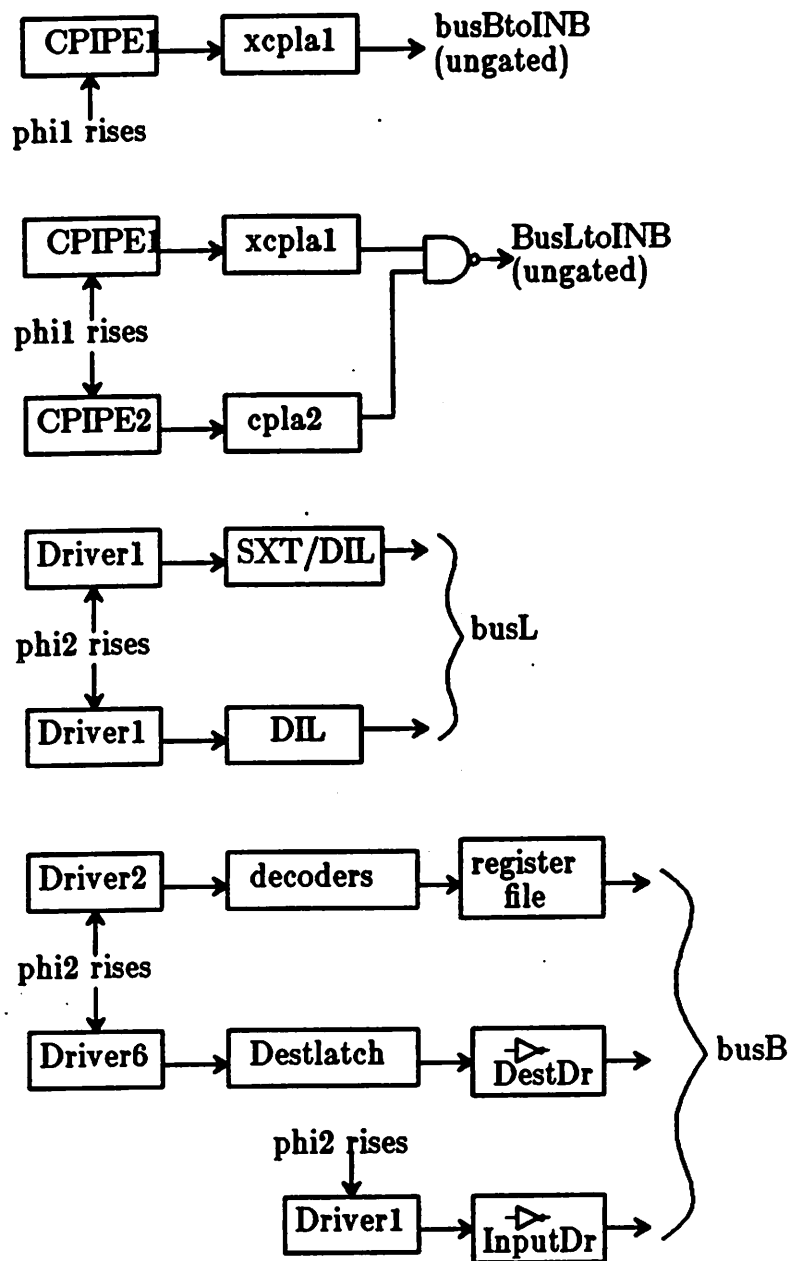 CPIPE1 xcpla1 busBtoINB
(ungated)
phi1 rises
CPIPE1 xcpla1 BusLtoINB
(ungated)
phi1 rises
CPIPE2 cpla2
Driver1 SXT/DIL
phi2 rises busL
Driver1 DIL
Driver2 decoders register
file
phi2 rises
Driver6 Destlatch DestDr
busB
phi2 rises
Driver1 InputDr